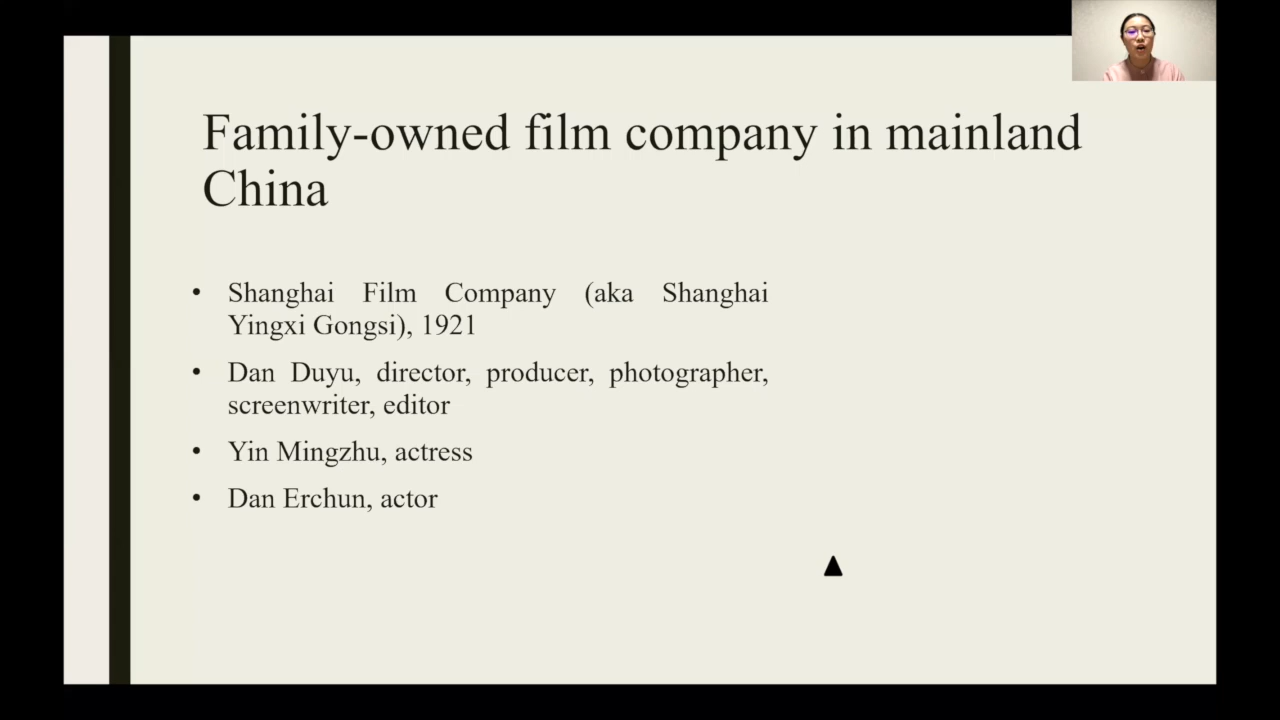 Family-owned film company in mainland
China
• Shanghai Film Company (aka Shanghai
Yingxi Gongsi), 1921
• Dan Duyu, director, producer, photographer,
screenwriter, editor
• Yin Mingzhu, actress
• Dan Erchun, actor